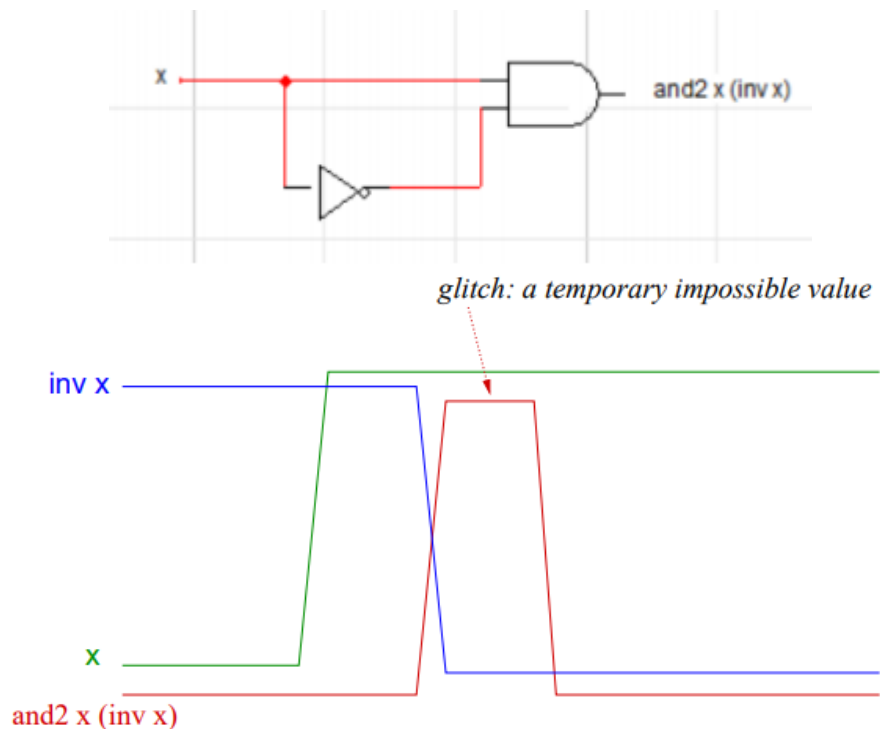 x
and2 x (inv x)
glitch: a temporary impossible value
inv x
x
and2 x (inv x)